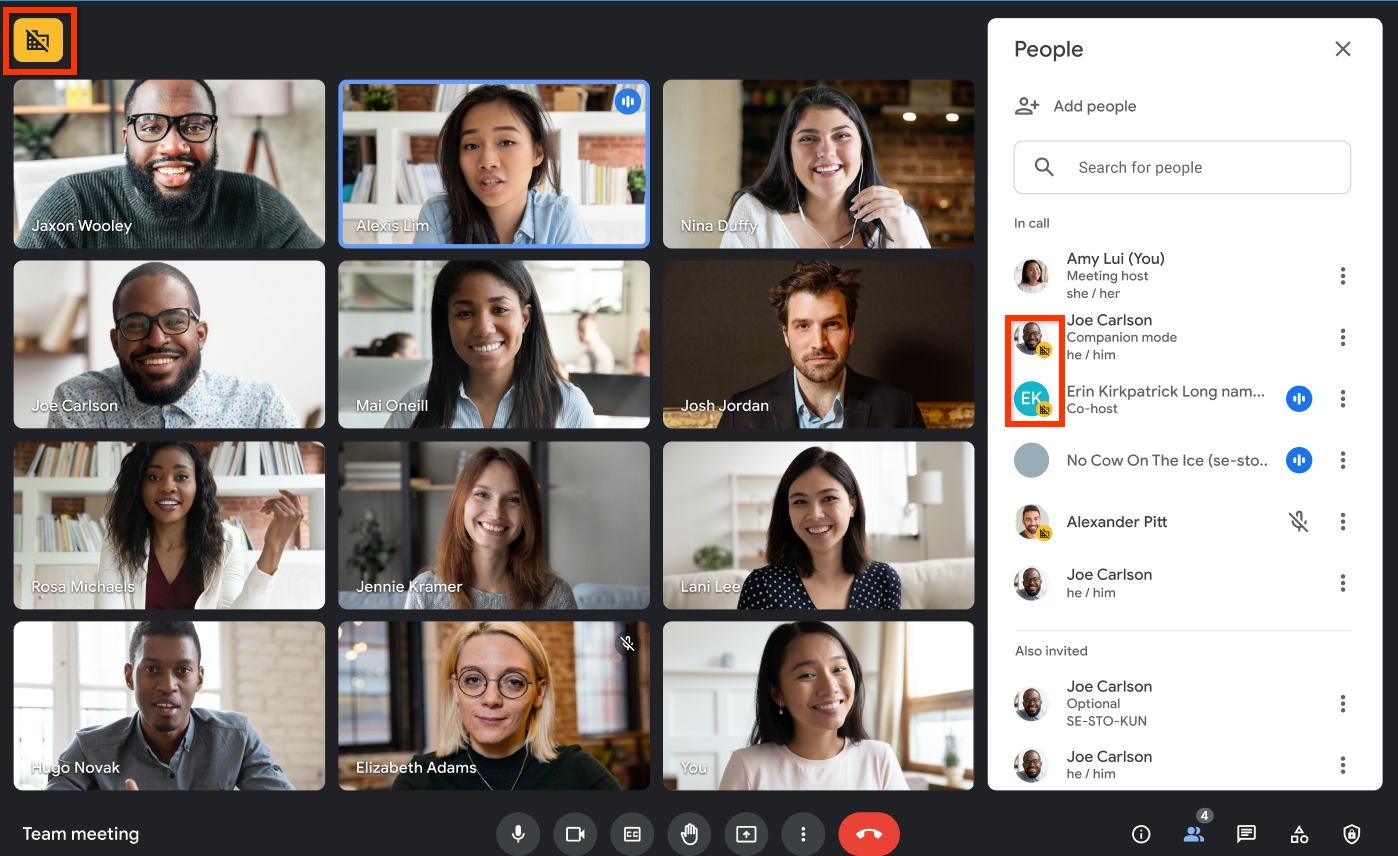 Jaxon Wooley
Alexis Lim
Nina Duffy
Joe Carlson
Mai Oneill
Josh Jordan
Rosa Michaels
Jennie Kramer
Lani Lee
Hugo Novak
Elizabeth Adams
You
People
Add people
Search for people
In call
Amy Lui (You)
Meeting host
she / her
Joe Carlson
Companion mode
he / him
EK
Erin Kirkpatrick Long nam...
Co-host
No Cow On The Ice (se-sto..
Alexander Pitt
Joe Carlson
he / him
Also invited
Joe Carlson
Optional
SE-STO-KUN
Joe Carlson
he / him
Team meeting
CC
4